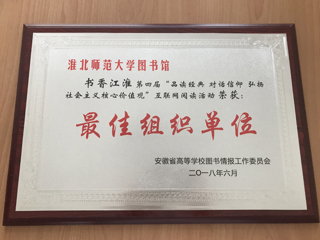 淮北师范大学图书馆
书香江淮 第四届“品读经典 对话信仰 弘扬
社会主义核心价值观”互联网阅读活动 荣获：
最佳组织单位
安徽省高等学校图书情报工作委员会
二〇一八年六月